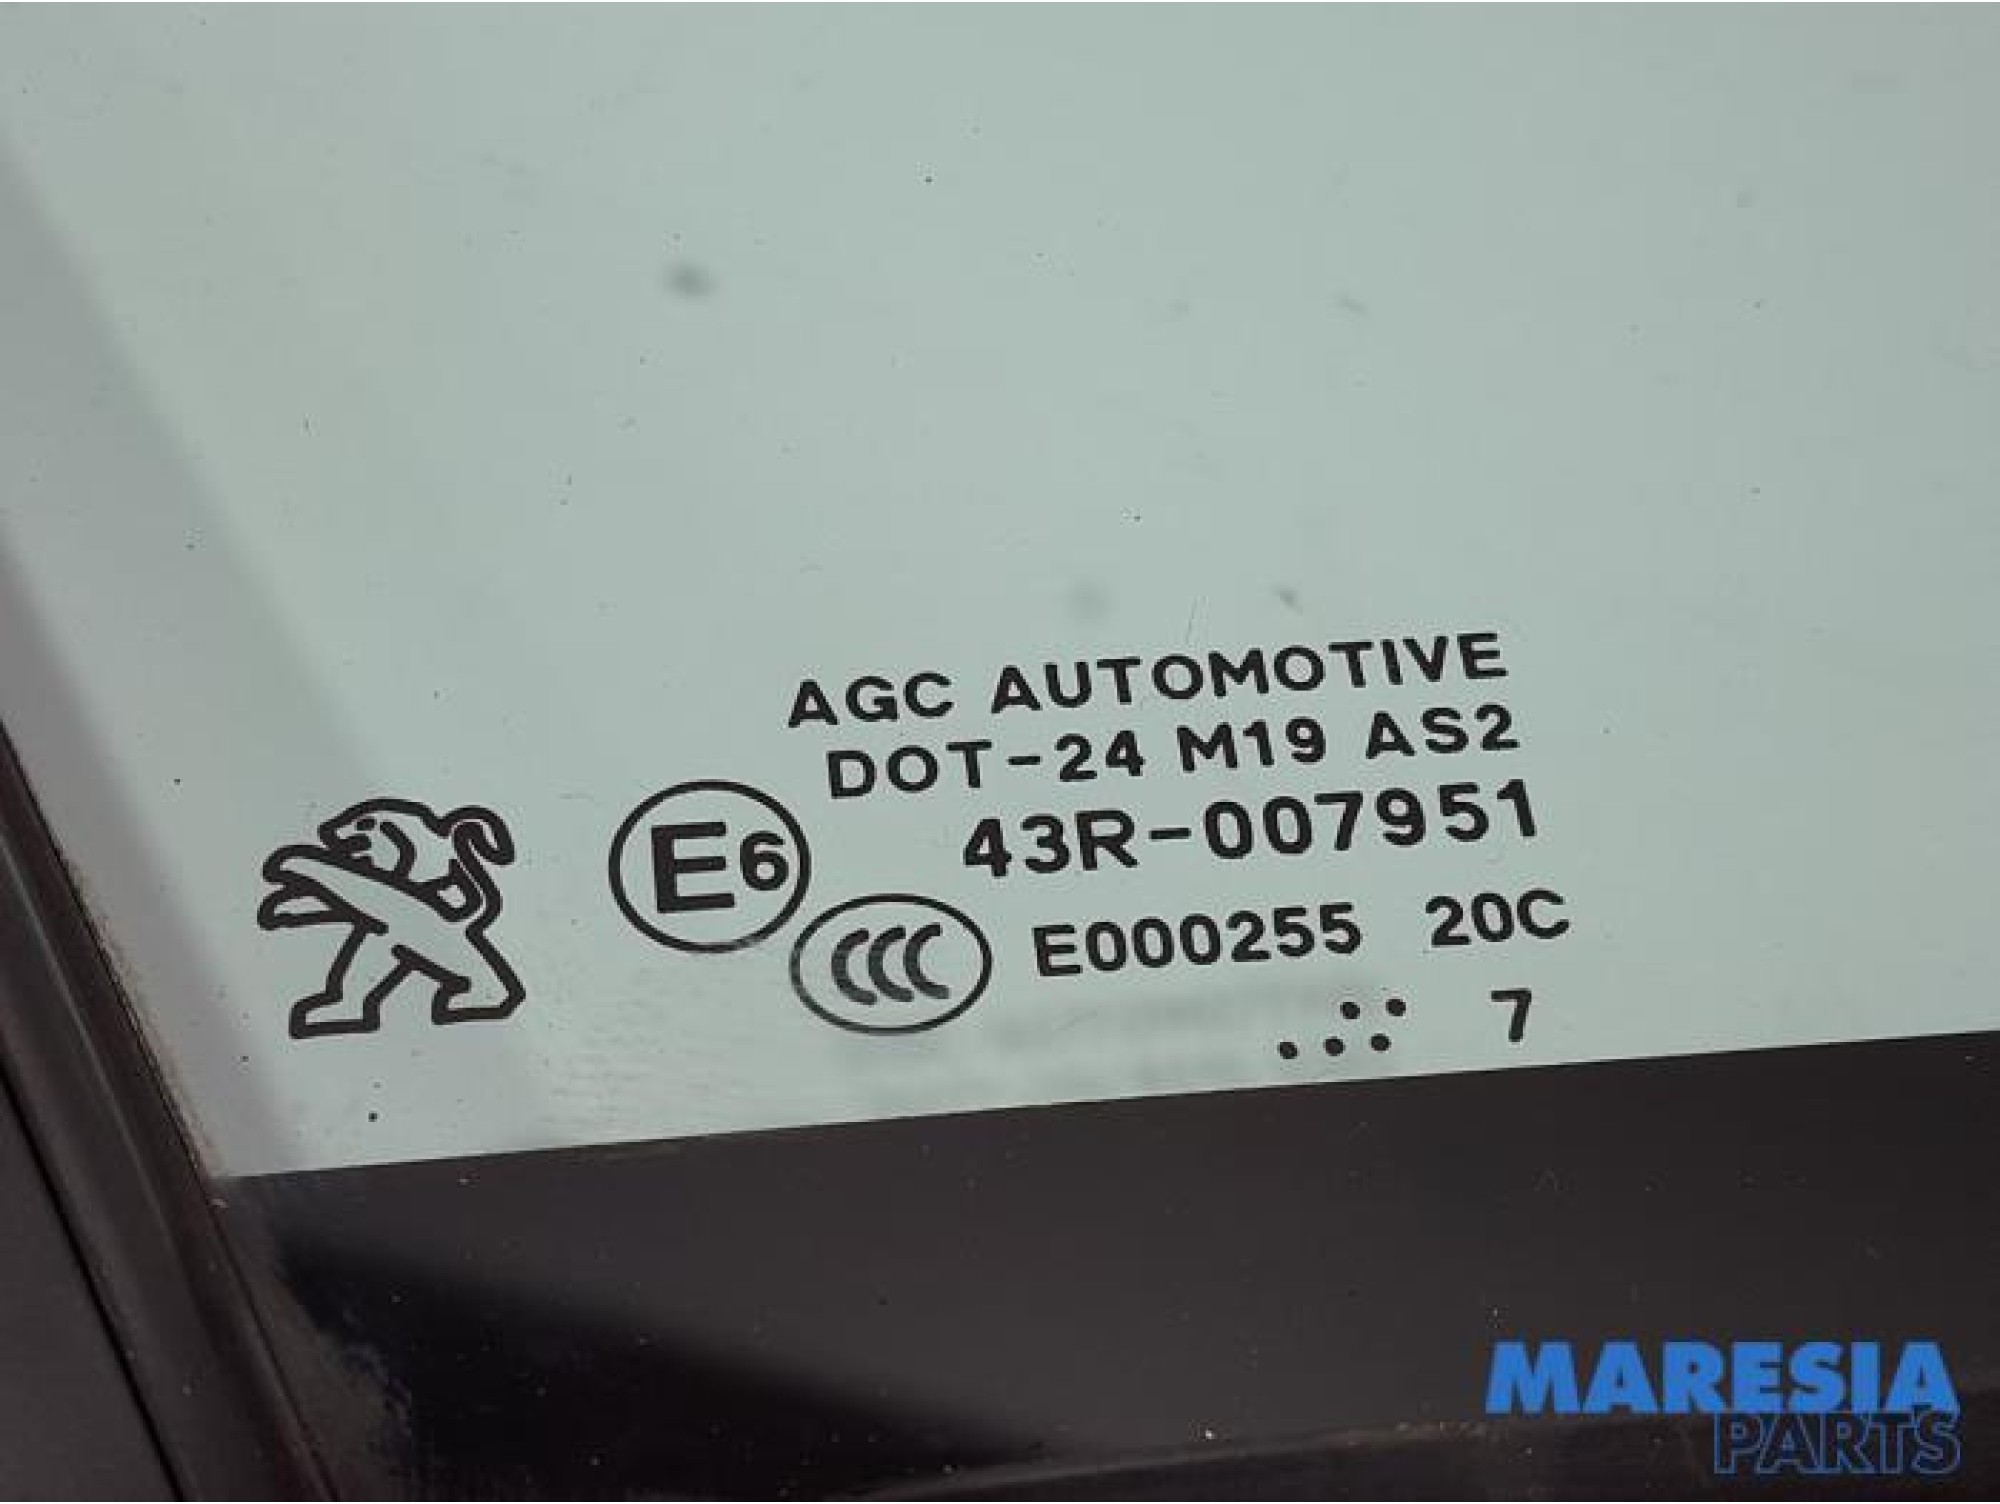 AGC AUTOMOTIVE
DOT-24 M19 AS2
E6 43R-007951
CCC E000255 20C
7
MARESIA
PARTS